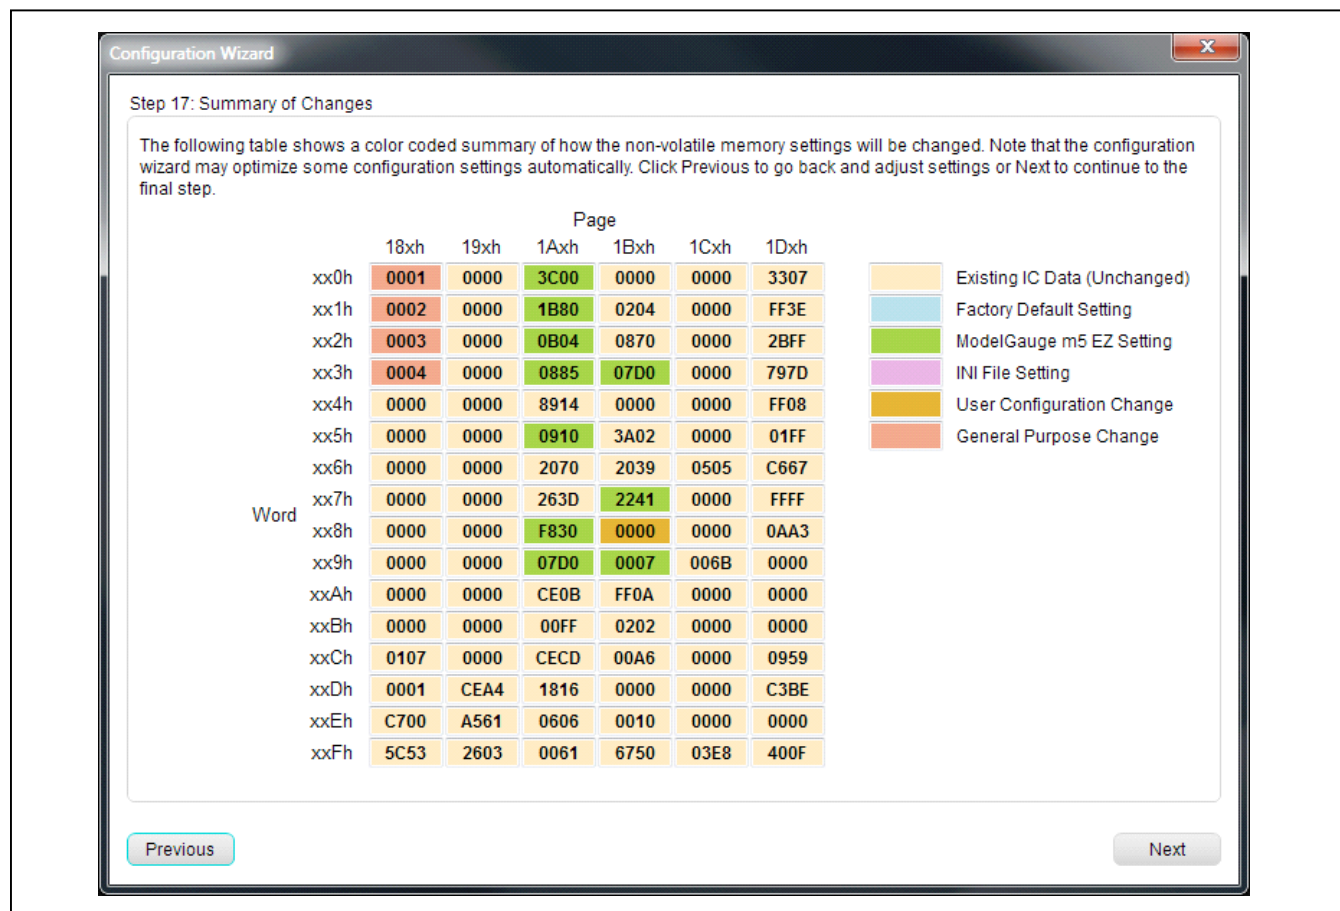 Configuration Wizard
X
Step 17: Summary of Changes
The following table shows a color coded summary of how the non-volatile memory settings will be changed. Note that the configuration
wizard may optimize some configuration settings automatically. Click Previous to go back and adjust settings or Next to continue to the
final step.
Page
18xh 19xh 1Axh 1Bxh 1Cxh 1Dxh
xx0h 0001 0000 3C00 0000 0000 3307 Existing IC Data (Unchanged)
xx1h 0002 0000 1B80 0204 0000 FF3E Factory Default Setting
xx2h 0003 0000 0B04 0870 0000 2BFF ModelGauge m5 EZ Setting
xx3h 0004 0000 0885 07D0 0000 797D INI File Setting
xx4h 0000 0000 8914 0000 0000 FF08 User Configuration Change
xx5h 0000 0000 0910 3A02 0000 01FF General Purpose Change
xx6h 0000 0000 2070 2039 0505 C667
xx7h 0000 0000 263D 2241 0000 FFFF
Word
xx8h 0000 0000 F830 0000 0000 0AA3
xx9h 0000 0000 07D0 0007 006B 0000
xxAh 0000 0000 CE0B FF0A 0000 0000
xxBh 0000 0000 00FF 0202 0000 0000
xxCh 0107 0000 CECD 00A6 0000 0959
xxDh 0001 CEA4 1816 0000 0000 C3BE
xxEh C700 A561 0606 0010 0000 0000
xxFh 5C53 2603 0061 6750 03E8 400F
Previous Next